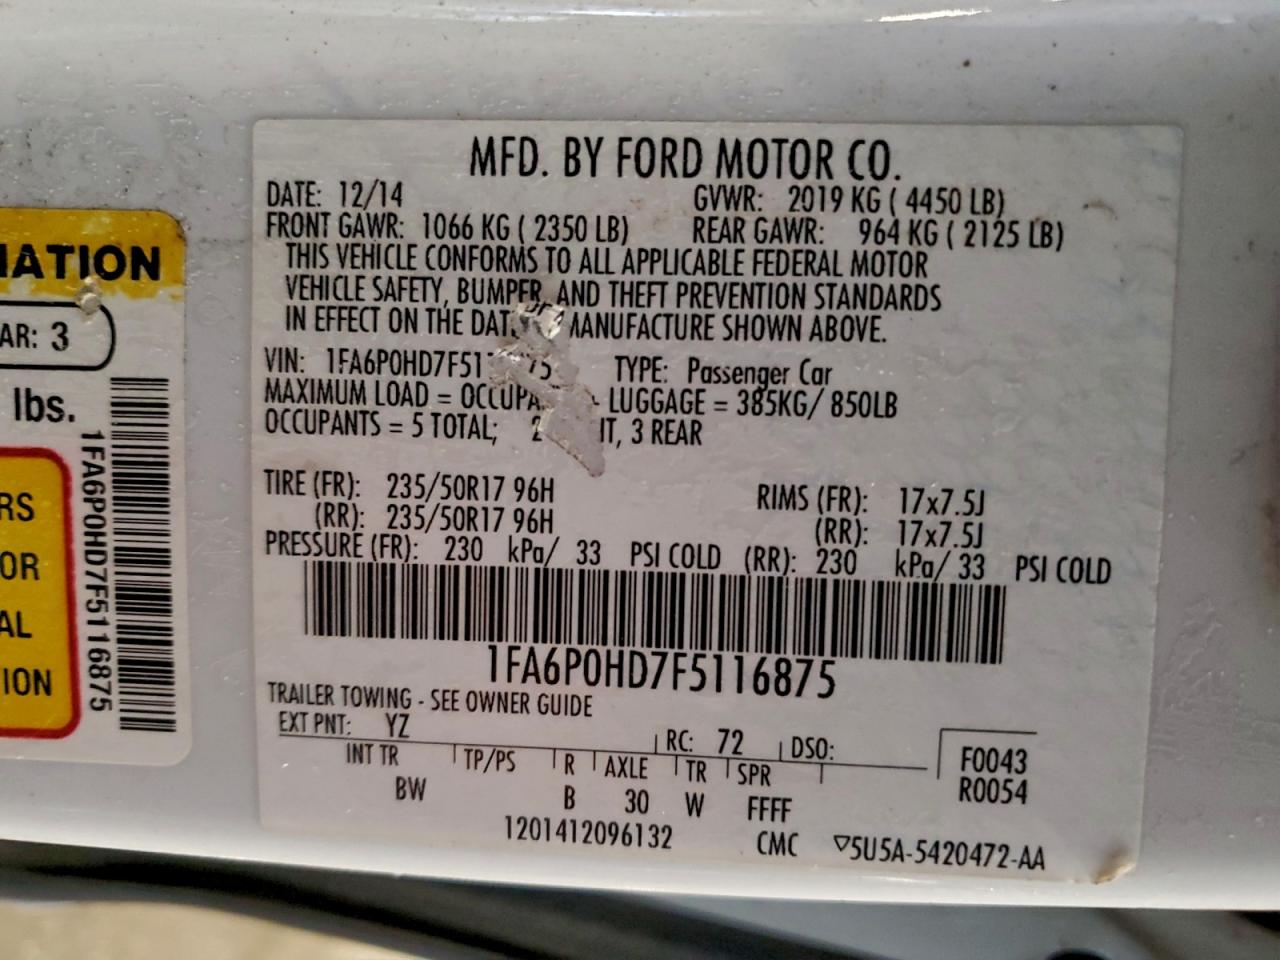 MFD. BY FORD MOTOR CO.
DATE: 12/14 GVWR: 2019 KG ( 4450 LB)
FRONT GAWR: 1066 KG ( 2350 LB) REAR GAWR: 964 KG ( 2125 LB)
THIS VEHICLE CONFORMS TO ALL APPLICABLE FEDERAL MOTOR
VEHICLE SAFETY, BUMPER, AND THEFT PREVENTION STANDARDS
IN EFFECT ON THE MANUFACTURE SHOWN ABOVE.
VIN: TYPE: Passenger Car
MAXIMUM LOAD = LUGGAGE = 385KG/ 850LB
OCCUPANTS = 5 TOTAL; 3 REAR
TIRE (FR): 235/50R17 96H RIMS (FR): 17x7.5J
(RR): 235/50R17 96H (RR): 17x7.5J
PRESSURE (FR): 230 kPa/ 33 PSI COLD (RR): 230 kPa/ 33 PSI COLD
1FA6P0HD7F5116875
TRAILER TOWING - SEE OWNER GUIDE
EXT PNT: YZ RC: 72 DSO:
INT TR TP/PS R AXLE TR SPR F0043
BW B 30 W FFFF R0054
1201412096132 CMC ▽5U5A-5420472-AA
MATION
AR: 3
lbs.
1FA6P0HD7F5116875
RS
OR
AL
ION